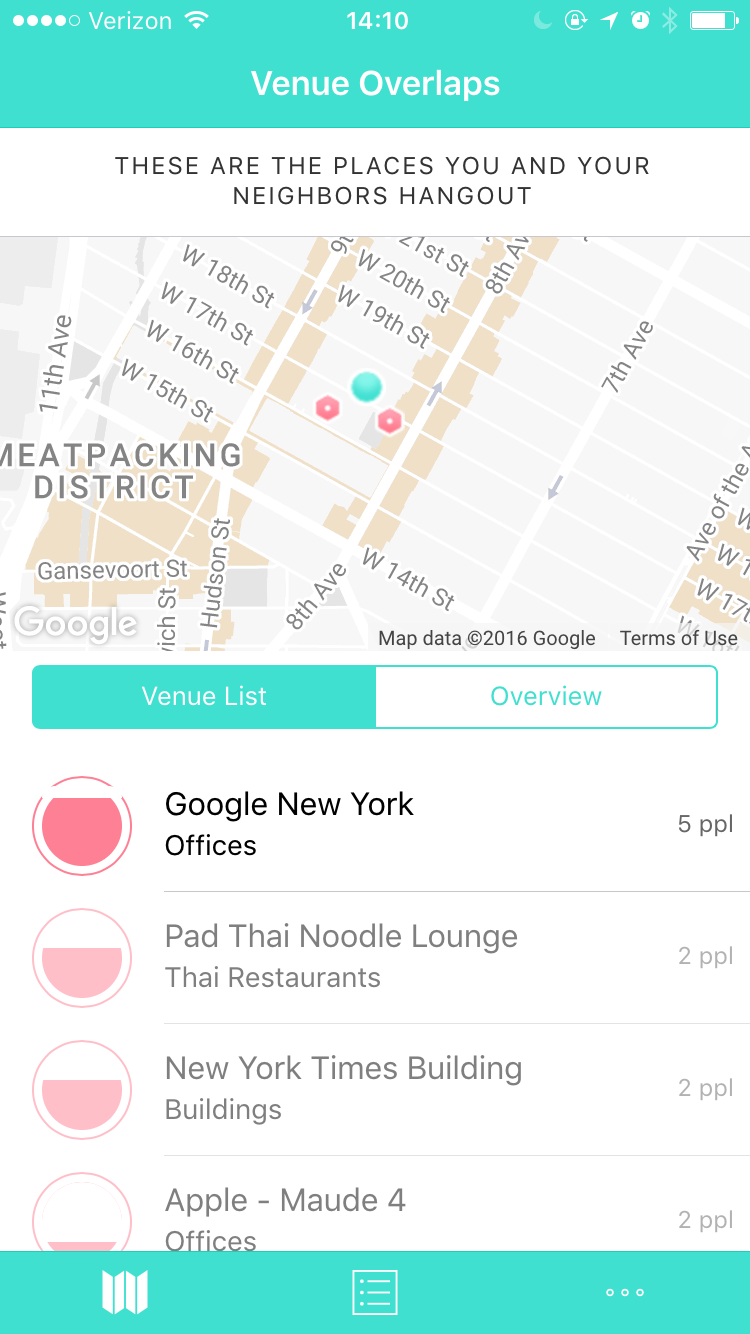 Verizon 14:10
Venue Overlaps
THESE ARE THE PLACES YOU AND YOUR
NEIGHBORS HANGOUT
21st St
W 20th St
W 19th St
W 18th St
W 17th St
W 16th St
W 15th St
8th Av
7th Ave
11th Ave
MEATPACKING
DISTRICT
Ave of the A
Gansevoort St
Hudson St
8th Ave
W 14th St
W 17t
Google
Map data ©2016 Google Terms of Use
Venue List Overview
Google New York
Offices
5 ppl
Pad Thai Noodle Lounge
Thai Restaurants
2 ppl
New York Times Building
Buildings
2 ppl
Apple - Maude 4
Offices
2 ppl